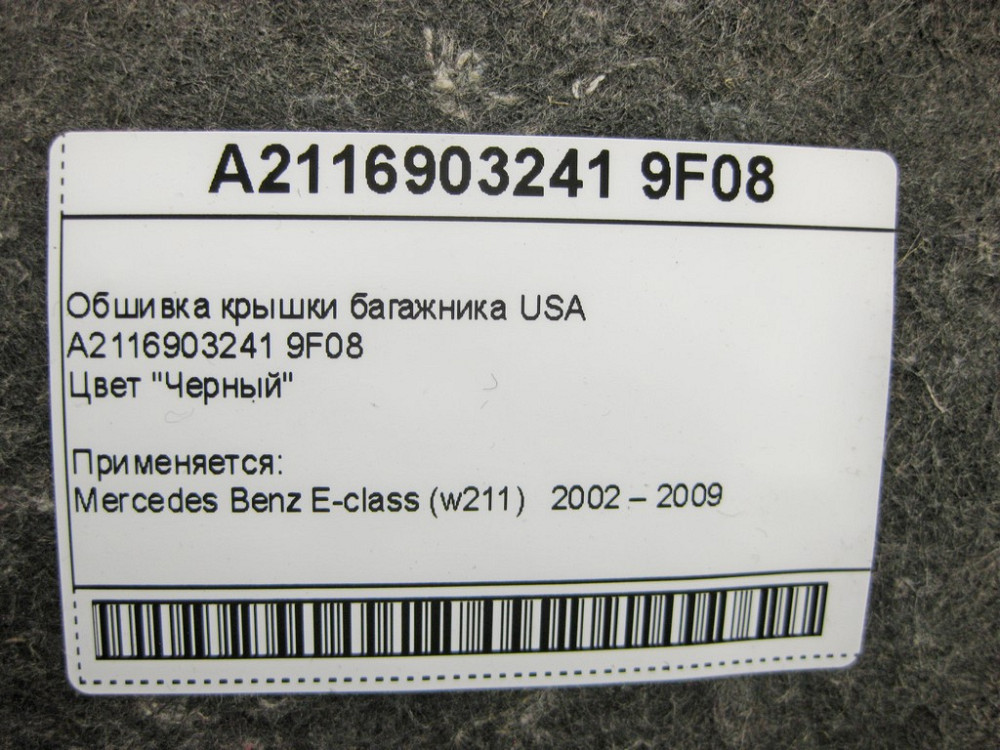 A2116903241 9F08
Обшивка крышки багажника USA
A2116903241 9F08
Цвет "Черный"
Применяется:
Mercedes Benz E-class (w211) 2002 – 2009